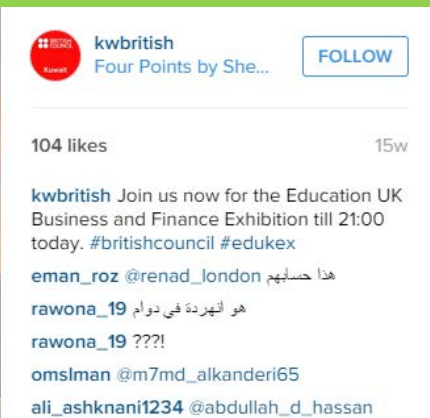 BRITISH COUNCIL
Kuwait
kwbritish
Four Points by She...
FOLLOW
104 likes
15w
kwbritish Join us now for the Education UK
Business and Finance Exhibition till 21:00
today. #britishcouncil #edukex
eman_roz @renad_london هذا حسابهم
rawona_19 هو انهردة في دوام
rawona_19 ???!
omslman @m7md_alkanderi65
ali_ashknani1234 @abdullah_d_hassan